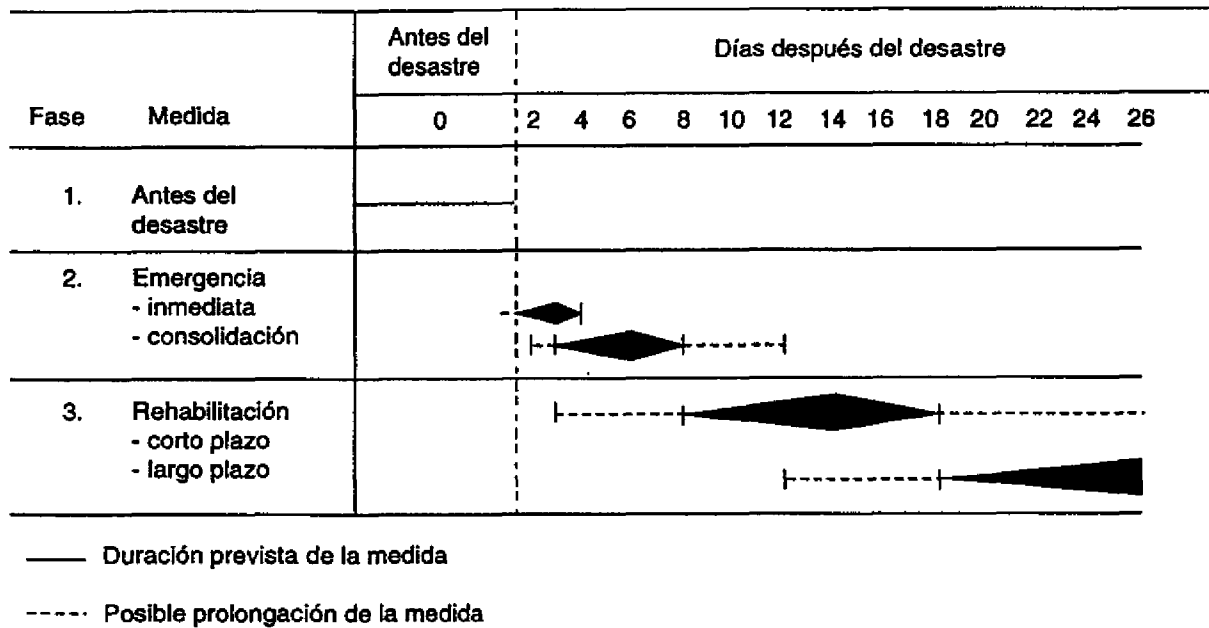 Antes del
desastre
Días después del desastre
Fase Medida 0 2 4 6 8 10 12 14 16 18 20 22 24 26
1. Antes del
desastre
2. Emergencia
- inmediata
- consolidación
3. Rehabilitación
- corto plazo
- largo plazo
Duración prevista de la medida
Posible prolongación de la medida